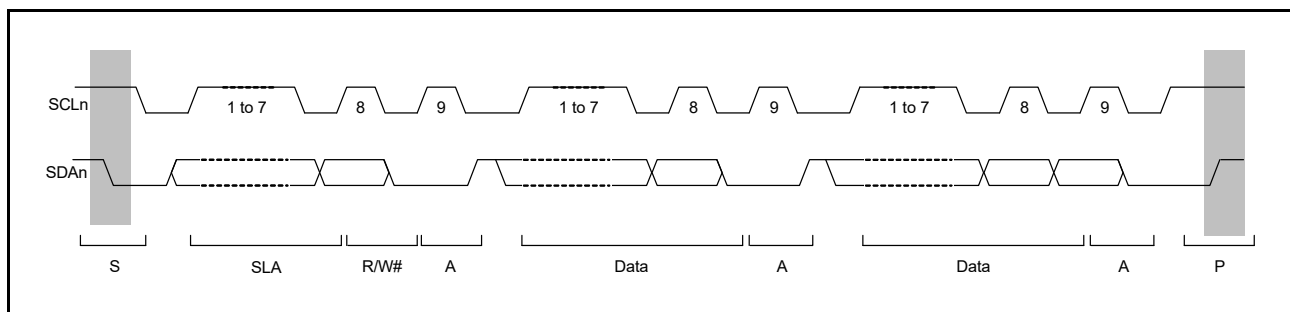 SCLn
1 to 7 8 9 1 to 7 8 9 1 to 7 8 9
SDAn
S SLA R/W# A Data A Data A P